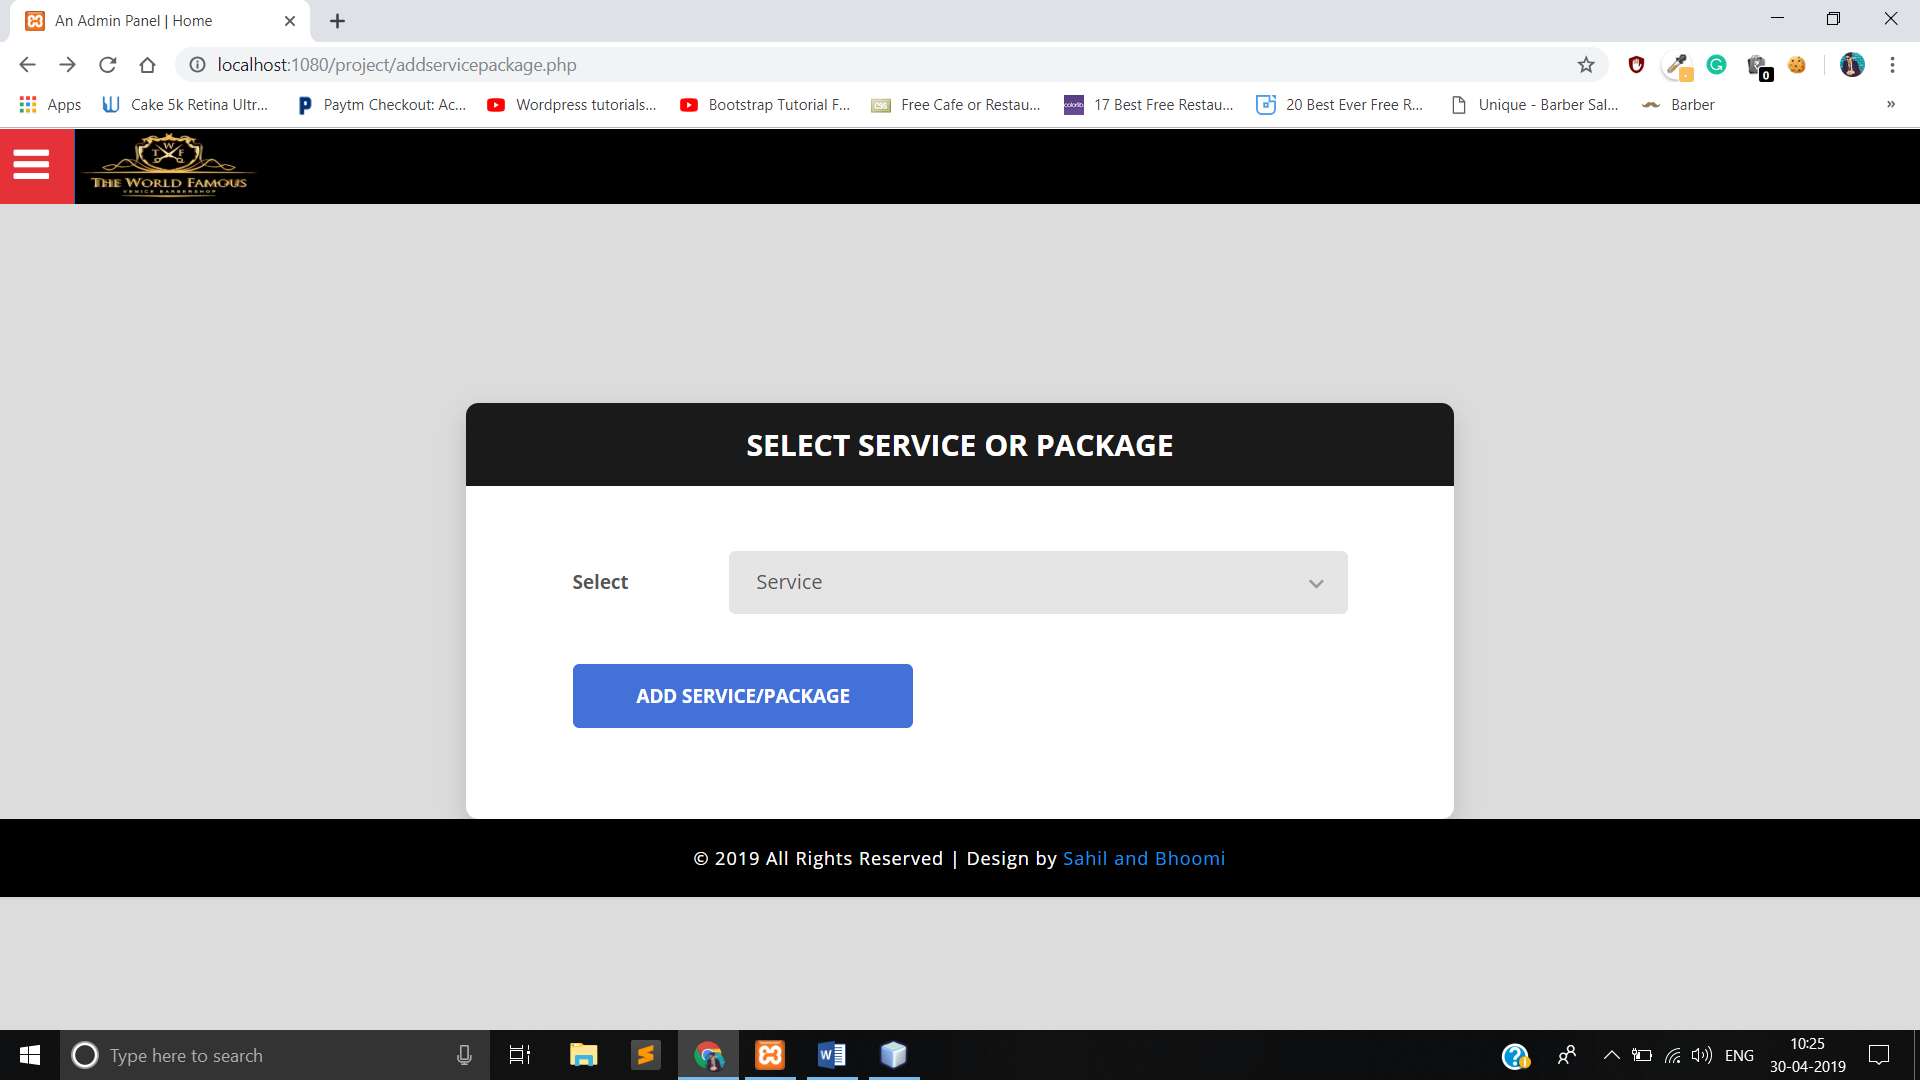 An Admin Panel | Home
localhost:1080/project/addservicepackage.php
0
Apps
Cake 5k Retina Ultr...
Paytm Checkout: Ac...
Wordpress tutorials...
Bootstrap Tutorial F...
Free Cafe or Restau...
17 Best Free Restau...
20 Best Ever Free R...
Unique - Barber Sal...
Barber
»
T W F
THE WORLD FAMOUS
VENICE BARBERSHOP
SELECT SERVICE OR PACKAGE
Select
Service
ADD SERVICE/PACKAGE
© 2019 All Rights Reserved | Design by Sahil and Bhoomi
Type here to search
ENG
10:25
30-04-2019